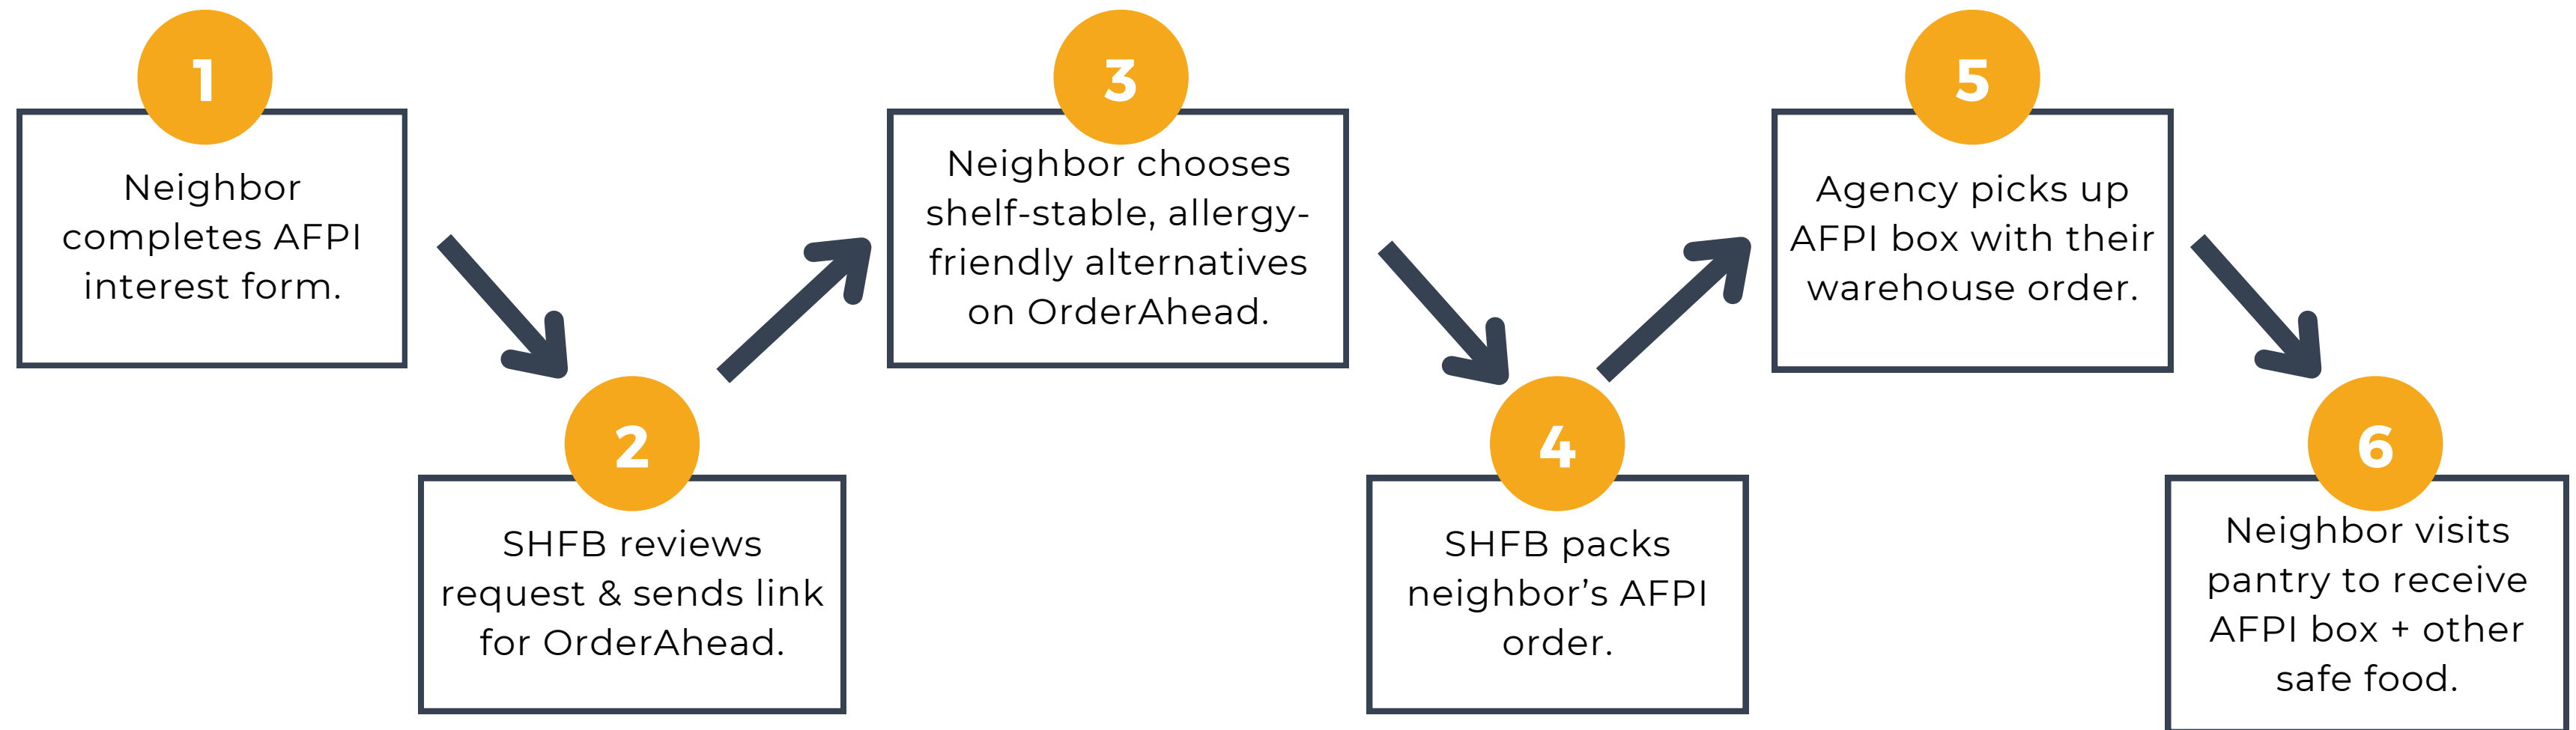 1
Neighbor
completes AFPI
interest form.
2
SHFB reviews
request & sends link
for OrderAhead.
3
Neighbor chooses
shelf-stable, allergy-
friendly alternatives
on OrderAhead.
4
SHFB packs
neighbor’s AFPI
order.
5
Agency picks up
AFPI box with their
warehouse order.
6
Neighbor visits
pantry to receive
AFPI box + other
safe food.